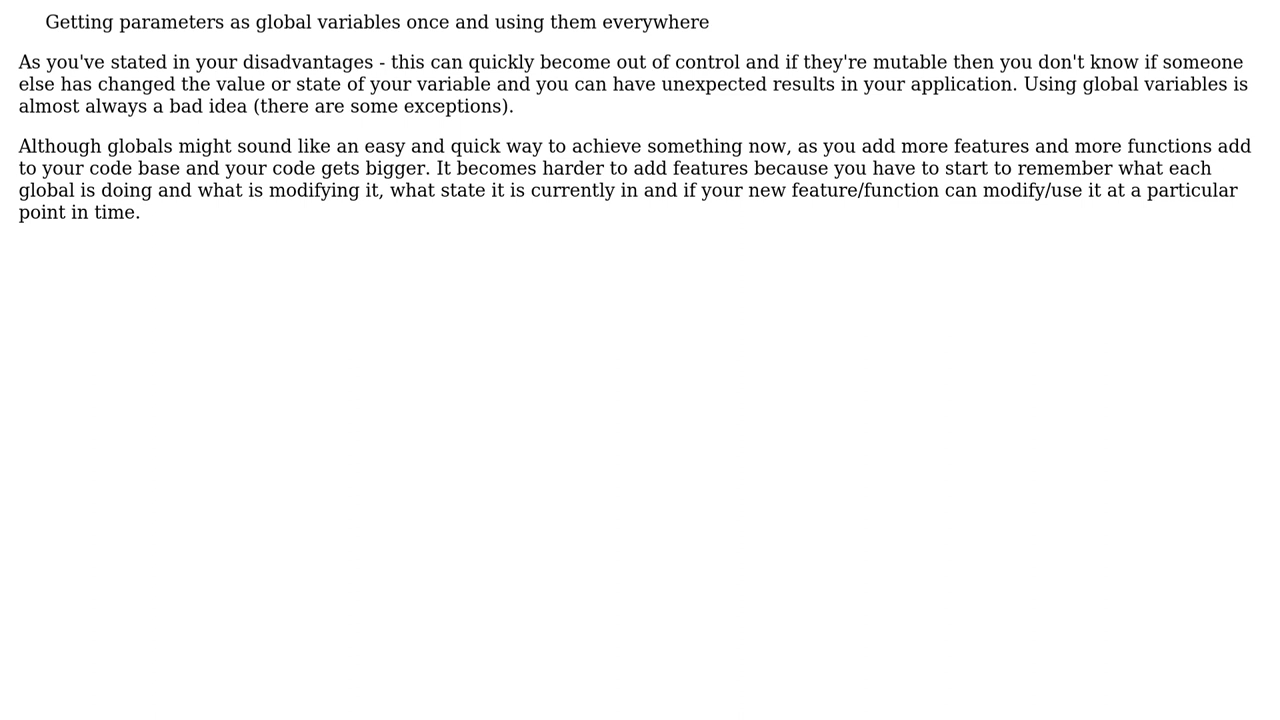 Getting parameters as global variables once and using them everywhere
As you've stated in your disadvantages - this can quickly become out of control and if they're mutable then you don't know if someone
else has changed the value or state of your variable and you can have unexpected results in your application. Using global variables is
almost always a bad idea (there are some exceptions).
Although globals might sound like an easy and quick way to achieve something now, as you add more features and more functions add
to your code base and your code gets bigger. It becomes harder to add features because you have to start to remember what each
global is doing and what is modifying it, what state it is currently in and if your new feature/function can modify/use it at a particular
point in time.